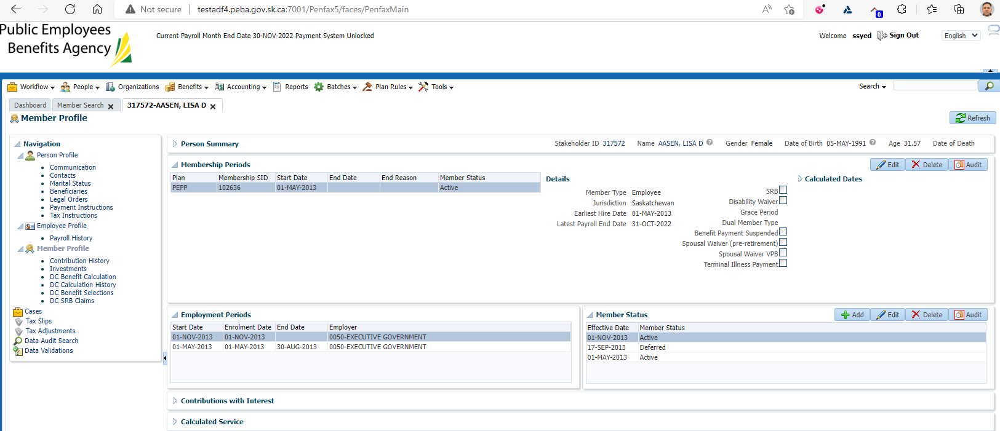 Not secure testadf4.peba.gov.sk.ca:7001/Penfax5/faces/PenfaxMain
0
Public Employees
Benefits Agency
Current Payroll Month End Date 30-NOV-2022 Payment System Unlocked
Welcome ssyed Sign Out English
Workflow People Organizations Benefits Accounting Reports Batches Plan Rules Tools Search
Dashboard Member Search 317572-AASEN, LISA D
Member Profile
Refresh
Navigation
Person Profile
Communication
Contacts
Marital Status
Beneficiaries
Legal Orders
Payment Instructions
Tax Instructions
Employee Profile
Payroll History
Member Profile
Contribution History
Investments
DC Benefit Calculation
DC Calculation History
DC Benefit Selections
DC SRB Claims
Cases
Tax Slips
Tax Adjustments
Data Audit Search
Data Validations
Person Summary Stakeholder ID 317572 Name AASEN, LISA D Gender Female Date of Birth 05-MAY-1991 Age 31.57 Date of Death
Membership Periods Edit Delete Audit
Plan Membership SID Start Date End Date End Reason Member Status
PEPP 102636 01-MAY-2013 Active
Details
Member Type Employee
Jurisdiction Saskatchewan
Earliest Hire Date 01-MAY-2013
Latest Payroll End Date 31-OCT-2022
SRB
Disability Waiver
Grace Period
Dual Member Type
Benefit Payment Suspended
Spousal Waiver (pre-retirement)
Spousal Waiver VPB
Terminal Illness Payment
Calculated Dates
Employment Periods
Start Date Enrolment Date End Date Employer
01-NOV-2013 01-NOV-2013 0050-EXECUTIVE GOVERNMENT
01-MAY-2013 01-MAY-2013 30-AUG-2013 0050-EXECUTIVE GOVERNMENT
Member Status Add Edit Delete Audit
Effective Date Member Status
01-NOV-2013 Active
17-SEP-2013 Deferred
01-MAY-2013 Active
Contributions with Interest
Calculated Service